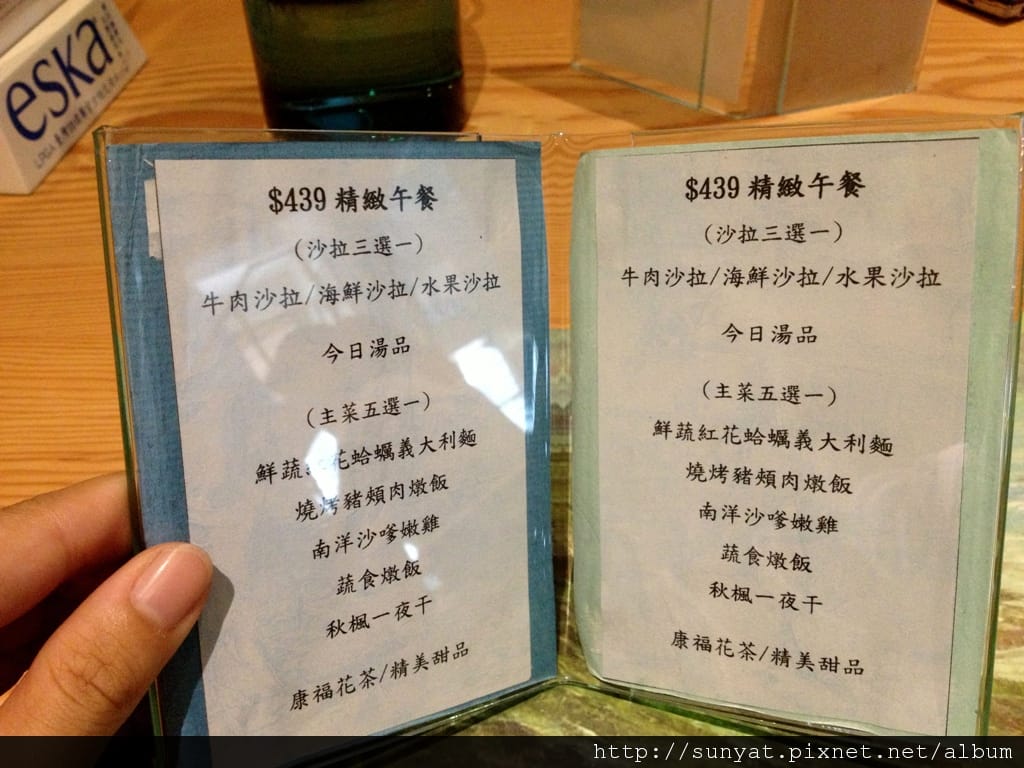 eska
$439 精緻午餐
(沙拉三選一)
牛肉沙拉/海鮮沙拉/水果沙拉
今日湯品
(主菜五選一)
鮮蔬花蛤蠣義大利麵
燒烤豬頰肉燉飯
南洋沙嗲嫩雞
蔬食燉飯
秋楓一夜干
康福花茶/精美甜品
$439 精緻午餐
(沙拉三選一)
牛肉沙拉/海鮮沙拉/水果沙拉
今日湯品
(主菜五選一)
鮮蔬紅花蛤蠣義大利麵
燒烤豬頰肉燉飯
南洋沙嗲嫩雞
蔬食燉飯
秋楓一夜干
康福花茶/精美甜品
http://sunyat.pixnet.net/album